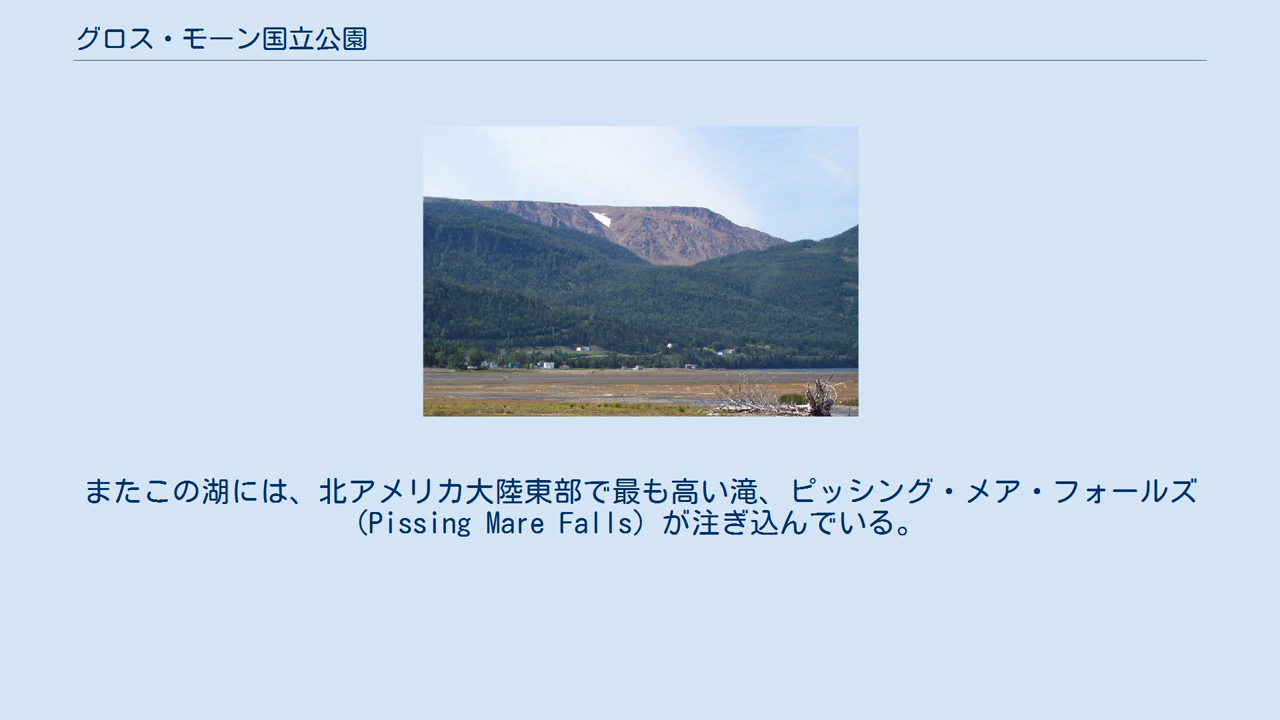 グロス・モーン国立公園
またこの湖には、北アメリカ大陸東部で最も高い滝、ピッシング・メア・フォールズ
（Pissing Mare Falls）が注ぎ込んでいる。